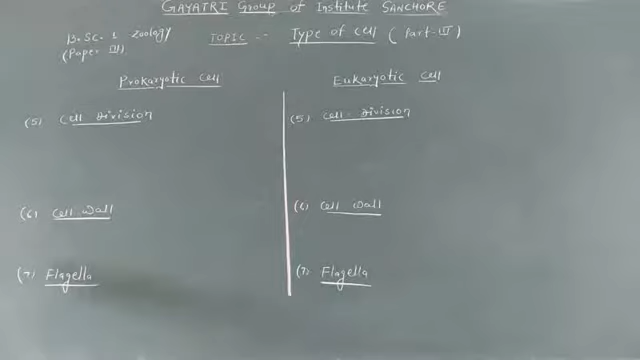 GAYATRI Group of Institute SANCHORE
B.SC. I Zoology
(Paper III)
TOPIC :- Type of cell (Part-III)
Prokaryotic Cell
Eukaryotic Cell
(5) Cell Division
(5) Cell Division
(6) Cell Wall
(6) Cell Wall
(7) Flagella
(7) Flagella